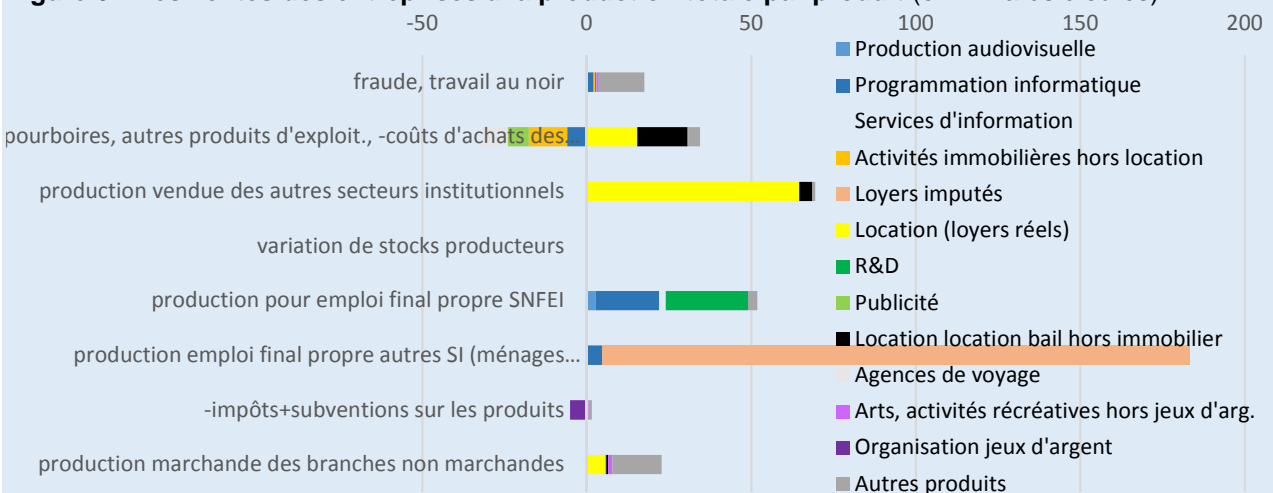 -50 0 50 100 150 200
fraude, travail au noir
pourboires, autres produits d'exploit., -coûts d'achats des...
production vendue des autres secteurs institutionnels
variation de stocks producteurs
production pour emploi final propre SNFEI
production emploi final propre autres SI (ménages...
-impôts+subventions sur les produits
production marchande des branches non marchandes
Production audiovisuelle
Programmation informatique
Services d'information
Activités immobilières hors location
Loyers imputés
Location (loyers réels)
R&D
Publicité
Location location bail hors immobilier
Agences de voyage
Arts, activités récréatives hors jeux d'arg.
Organisation jeux d'argent
Autres produits